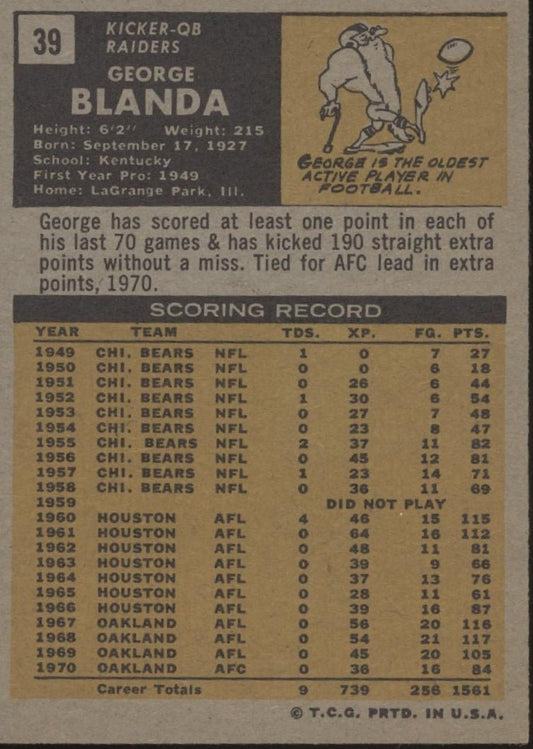 39
KICKER-QB
RAIDERS
GEORGE
BLANDA
Height: 6'2" Weight: 215
Born: September 17, 1927
School: Kentucky
First Year Pro: 1949
Home: LaGrange Park, Ill.
GEORGE IS THE OLDEST
ACTIVE PLAYER IN
FOOTBALL.
George has scored at least one point in each of
his last 70 games & has kicked 190 straight extra
points without a miss. Tied for AFC lead in extra
points, 1970.
SCORING RECORD
YEAR TEAM TDS. XP. FG. PTS.
1949 CHI. BEARS NFL 1 0 7 27
1950 CHI. BEARS NFL 0 0 6 18
1951 CHI. BEARS NFL 0 26 6 44
1952 CHI. BEARS NFL 1 30 6 54
1953 CHI. BEARS NFL 0 27 7 48
1954 CHI. BEARS NFL 0 23 8 47
1955 CHI. BEARS NFL 2 37 11 82
1956 CHI. BEARS NFL 0 45 12 81
1957 CHI. BEARS NFL 1 23 14 71
1958 CHI. BEARS NFL 0 36 11 69
1959 DID NOT PLAY
1960 HOUSTON AFL 4 46 15 115
1961 HOUSTON AFL 0 64 16 112
1962 HOUSTON AFL 0 48 11 81
1963 HOUSTON AFL 0 39 9 66
1964 HOUSTON AFL 0 37 13 76
1965 HOUSTON AFL 0 28 11 61
1966 HOUSTON AFL 0 39 16 87
1967 OAKLAND AFL 0 56 20 116
1968 OAKLAND AFL 0 54 21 117
1969 OAKLAND AFL 0 45 20 105
1970 OAKLAND AFC 0 36 16 84
Career Totals 9 739 256 1561
© T.C.G. PRTD. IN U.S.A.